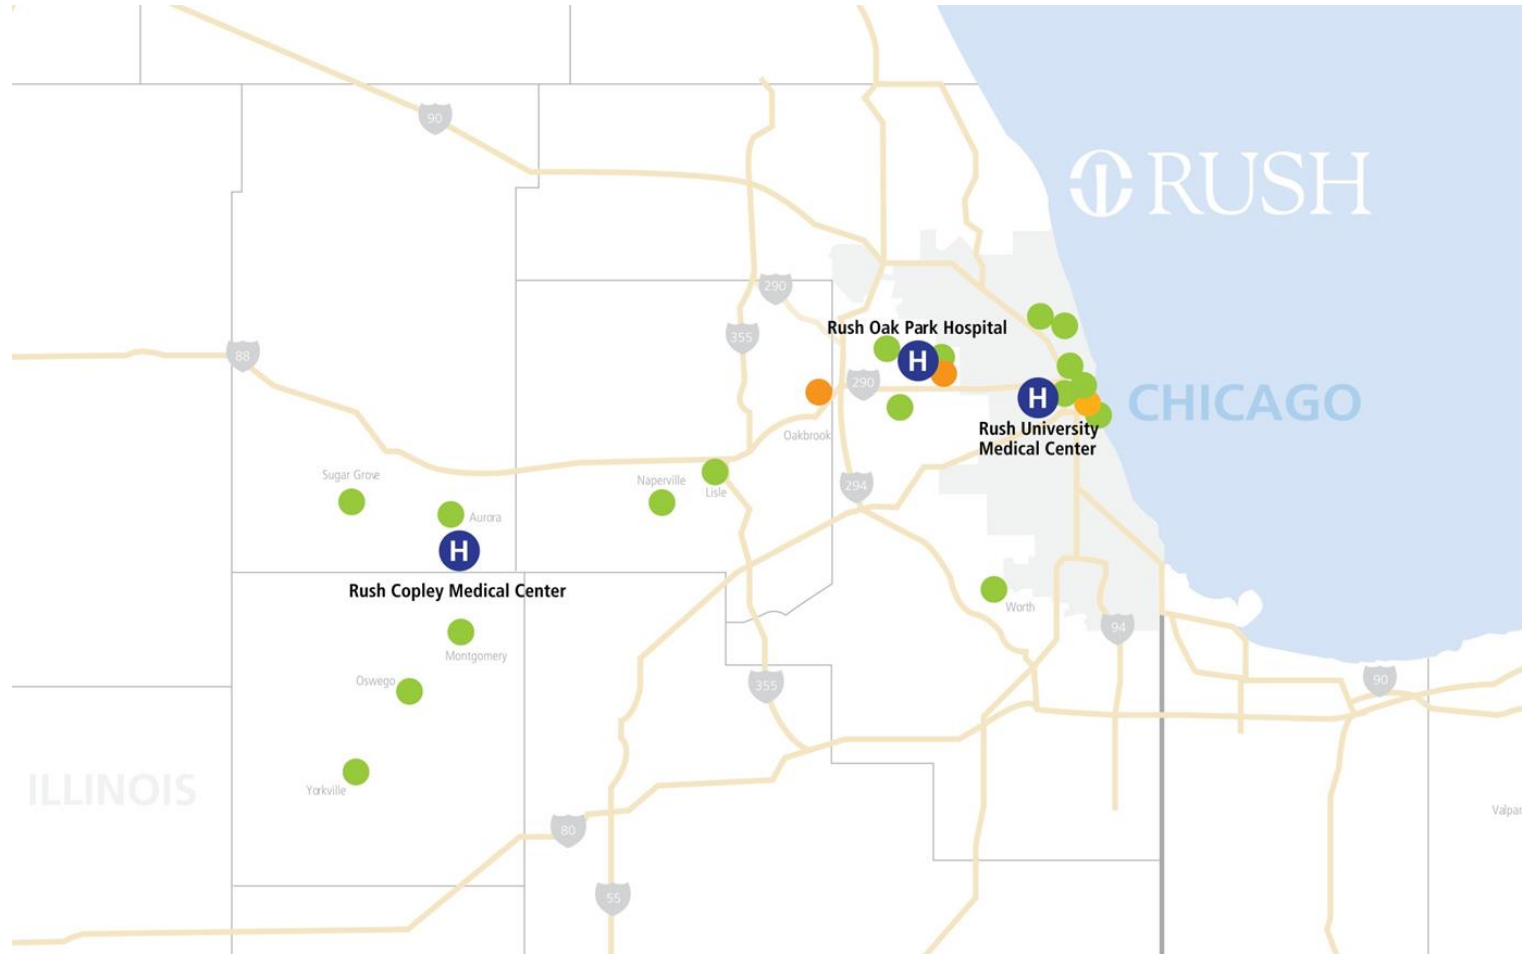 90
RUSH
290
355
Rush Oak Park Hospital
H
88
290
H
CHICAGO
Rush University
Medical Center
Oakbrook
Sugar Grove
Naperville
Lisle
294
Aurora
H
Rush Copley Medical Center
Worth
94
Montgomery
Oswego
355
90
ILLINOIS
Yorkville
Valpar
80
55